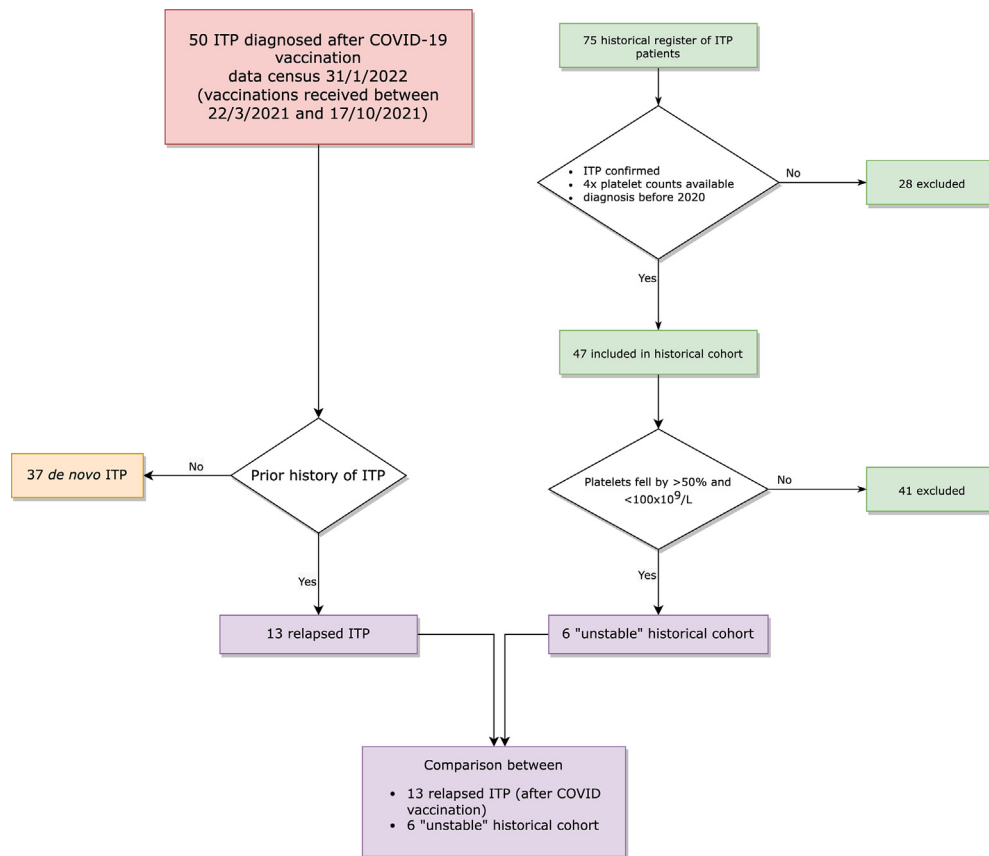 50 ITP diagnosed after COVID-19
vaccination
data census 31/1/2022
(vaccinations received between
22/3/2021 and 17/10/2021)
75 historical register of ITP
patients
• ITP confirmed
• 4x platelet counts available
• diagnosis before 2020
No
28 excluded
Yes
47 included in historical cohort
Prior history of ITP
No
37 de novo ITP
Yes
Platelets fell by >50% and
<100x10⁹/L
No
41 excluded
Yes
13 relapsed ITP
6 "unstable" historical cohort
Comparison between
• 13 relapsed ITP (after COVID
vaccination)
• 6 "unstable" historical cohort